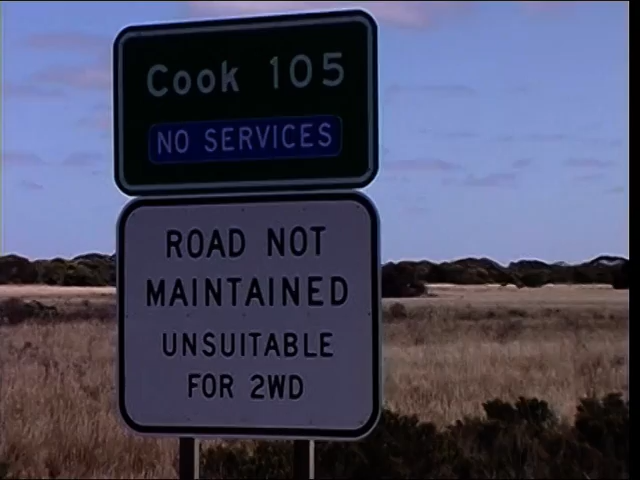 Cook 105
NO SERVICES
ROAD NOT
MAINTAINED
UNSUITABLE
FOR 2WD